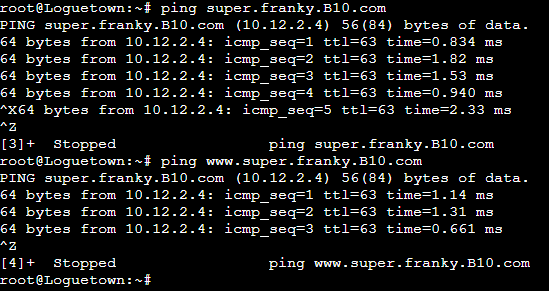 root@Loguetown:~# ping super.franky.B10.com
PING super.franky.B10.com (10.12.2.4) 56(84) bytes of data.
64 bytes from 10.12.2.4: icmp_seq=1 ttl=63 time=0.834 ms
64 bytes from 10.12.2.4: icmp_seq=2 ttl=63 time=1.82 ms
64 bytes from 10.12.2.4: icmp_seq=3 ttl=63 time=1.53 ms
64 bytes from 10.12.2.4: icmp_seq=4 ttl=63 time=0.940 ms
^X64 bytes from 10.12.2.4: icmp_seq=5 ttl=63 time=2.33 ms
^Z
[3]+  Stopped                 ping super.franky.B10.com
root@Loguetown:~# ping www.super.franky.B10.com
PING super.franky.B10.com (10.12.2.4) 56(84) bytes of data.
64 bytes from 10.12.2.4: icmp_seq=1 ttl=63 time=1.14 ms
64 bytes from 10.12.2.4: icmp_seq=2 ttl=63 time=1.31 ms
64 bytes from 10.12.2.4: icmp_seq=3 ttl=63 time=0.661 ms
^Z
[4]+  Stopped                 ping www.super.franky.B10.com
root@Loguetown:~#